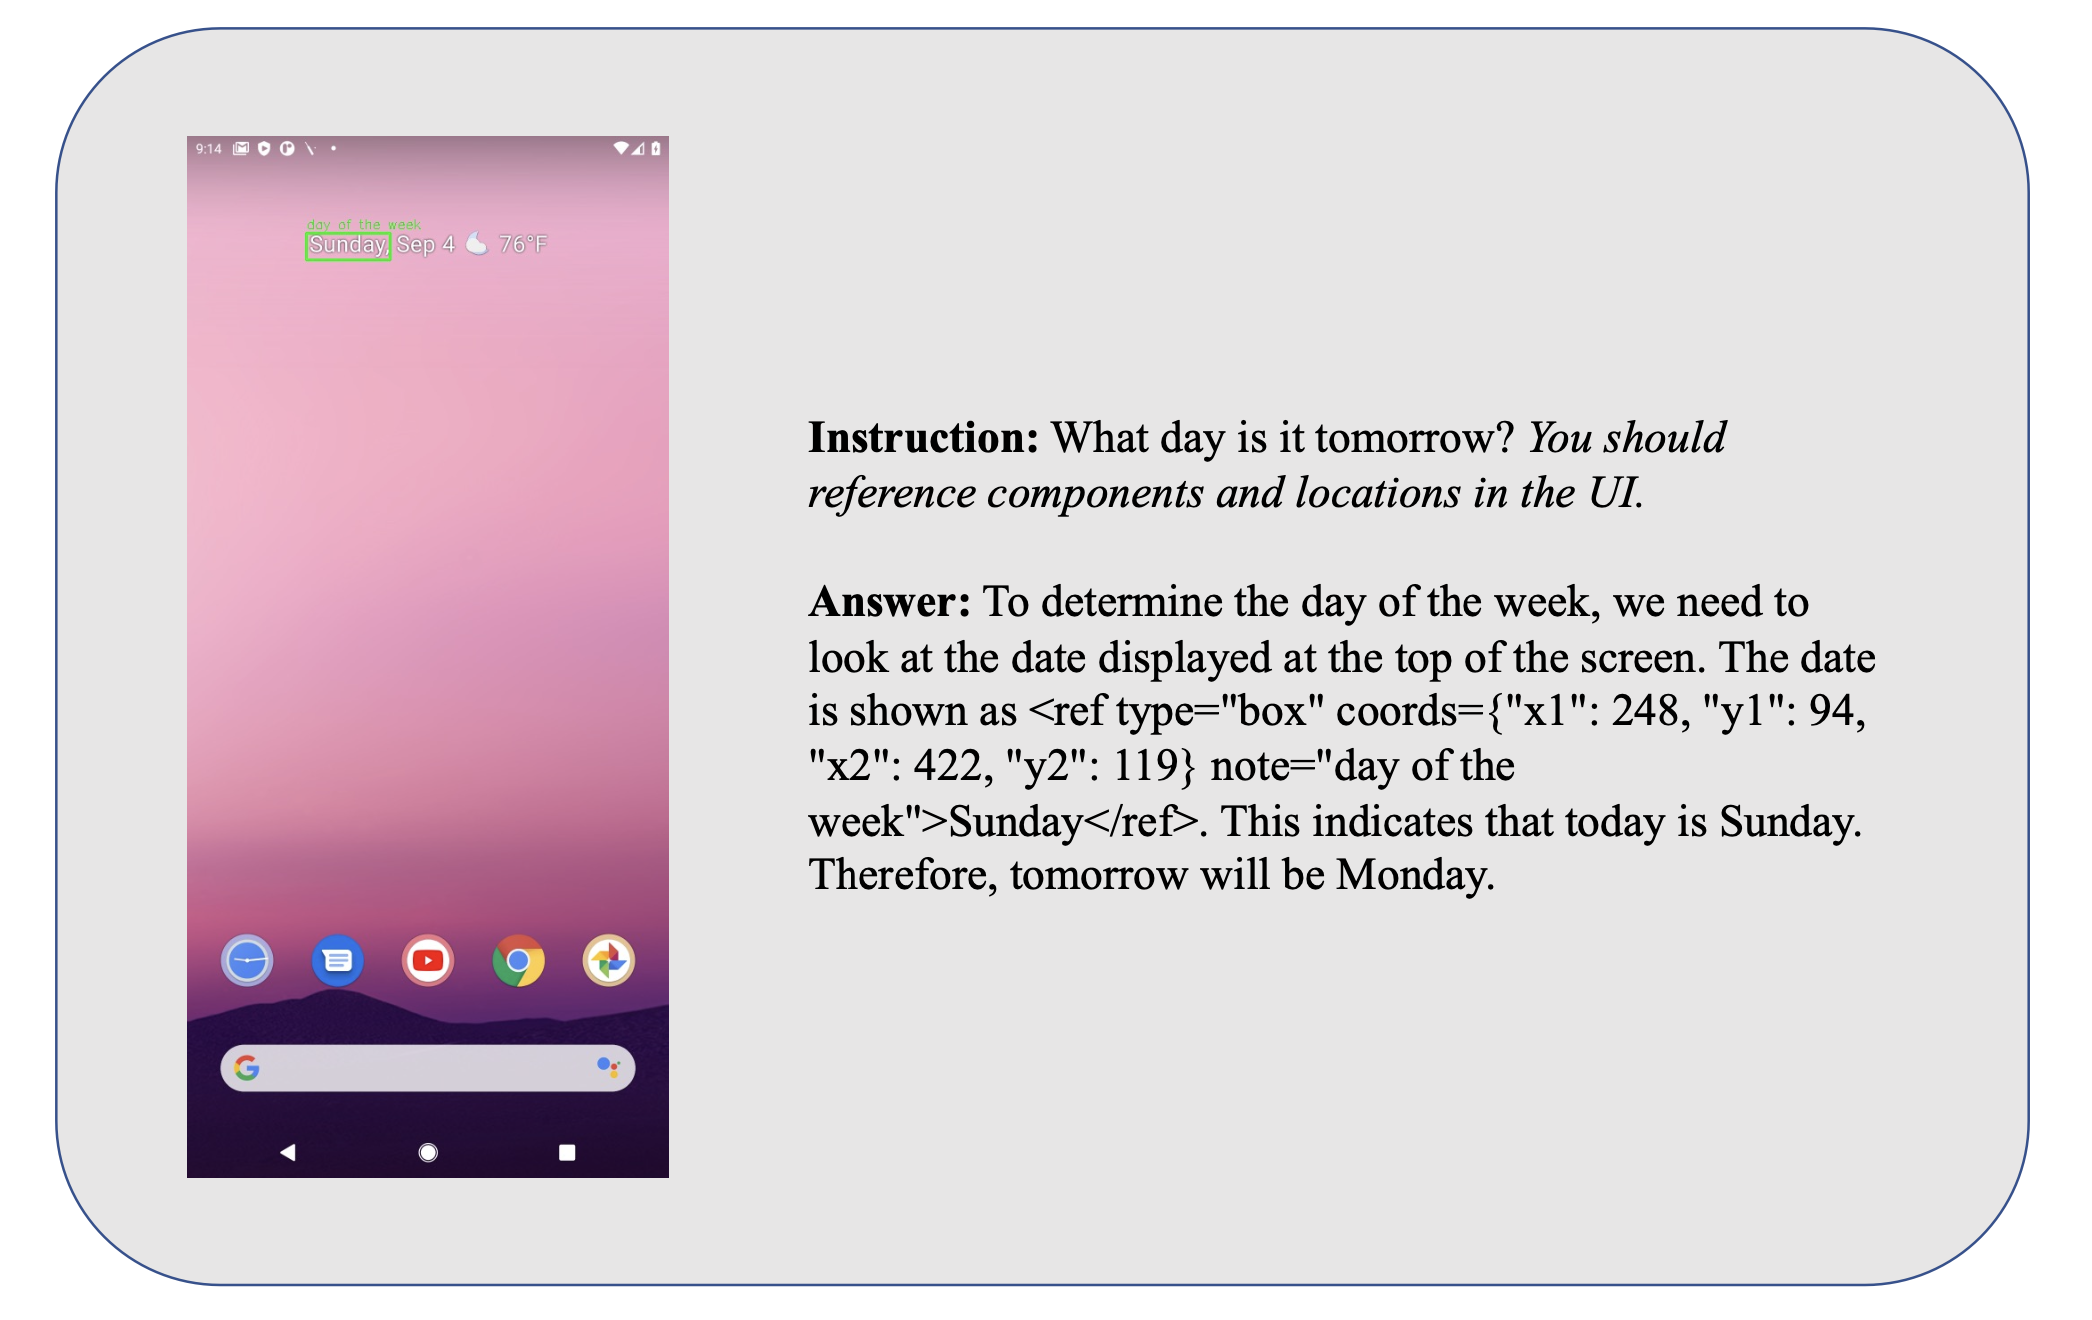 9:14
day of the week
Sunday, Sep 4 76°F
Instruction: What day is it tomorrow? You should
reference components and locations in the UI.
Answer: To determine the day of the week, we need to
look at the date displayed at the top of the screen. The date
is shown as <ref type="box" coords={"x1": 248, "y1": 94,
"x2": 422, "y2": 119} note="day of the
week">Sunday</ref>. This indicates that today is Sunday.
Therefore, tomorrow will be Monday.